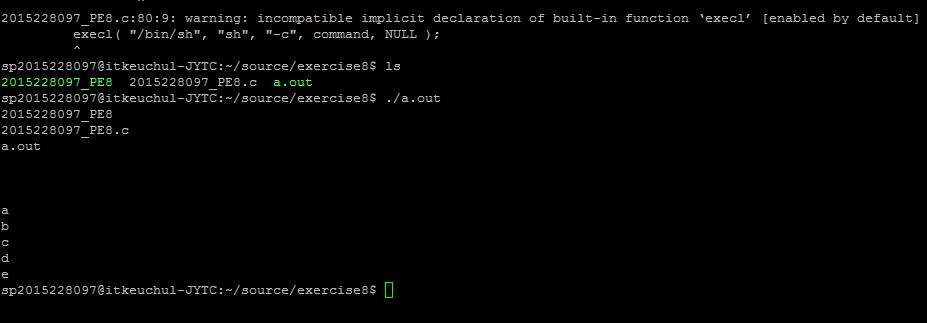 2015228097_PE8.c:80:9: warning: incompatible implicit declaration of built-in function ‘execl’ [enabled by default]
execl( "/bin/sh", "sh", "-c", command, NULL );
^
sp2015228097@itkeuchul-JYTC:~/source/exercise8$ ls
2015228097_PE8  2015228097_PE8.c  a.out
sp2015228097@itkeuchul-JYTC:~/source/exercise8$ ./a.out
2015228097_PE8
2015228097_PE8.c
a.out
a
b
c
d
e
sp2015228097@itkeuchul-JYTC:~/source/exercise8$